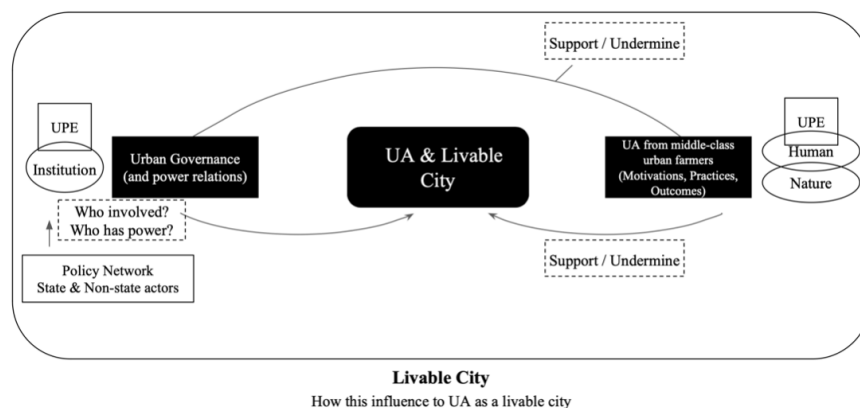 Support / Undermine
UPE
Institution
Urban Governance
(and power relations)
UA & Livable
City
UA from middle-class
urban farmers
(Motivations, Practices,
Outcomes)
UPE
Human
Nature
Who involved?
Who has power?
Policy Network
State & Non-state actors
Support / Undermine
Livable City
How this influence to UA as a livable city